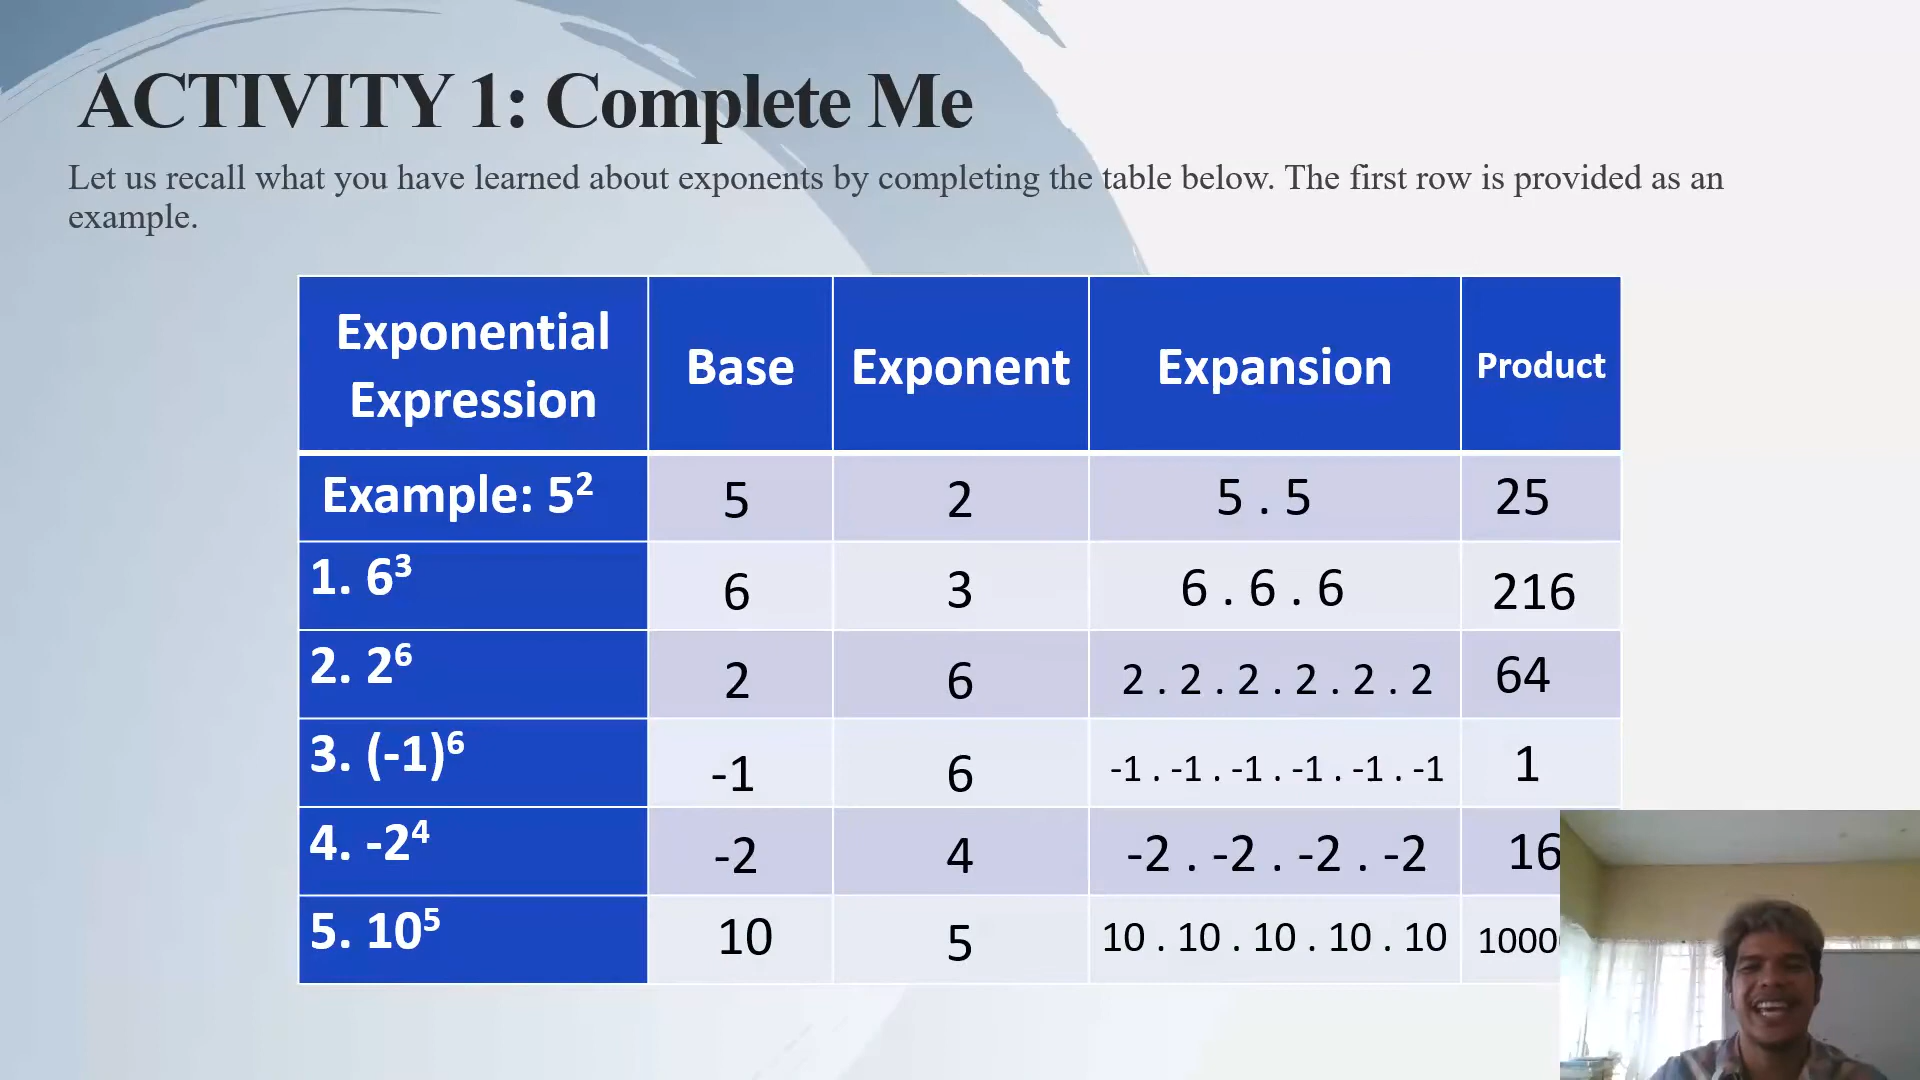 ACTIVITY 1: Complete Me
Let us recall what you have learned about exponents by completing the table below. The first row is provided as an
example.
Exponential Expression Base Exponent Expansion Product
Example: 5² 5 2 5 . 5 25
1. 6³ 6 3 6 . 6 . 6 216
2. 2⁶ 2 6 2 . 2 . 2 . 2 . 2 . 2 64
3. (-1)⁶ -1 6 -1 . -1 . -1 . -1 . -1 . -1 1
4. -2⁴ -2 4 -2 . -2 . -2 . -2 16
5. 10⁵ 10 5 10 . 10 . 10 . 10 . 10